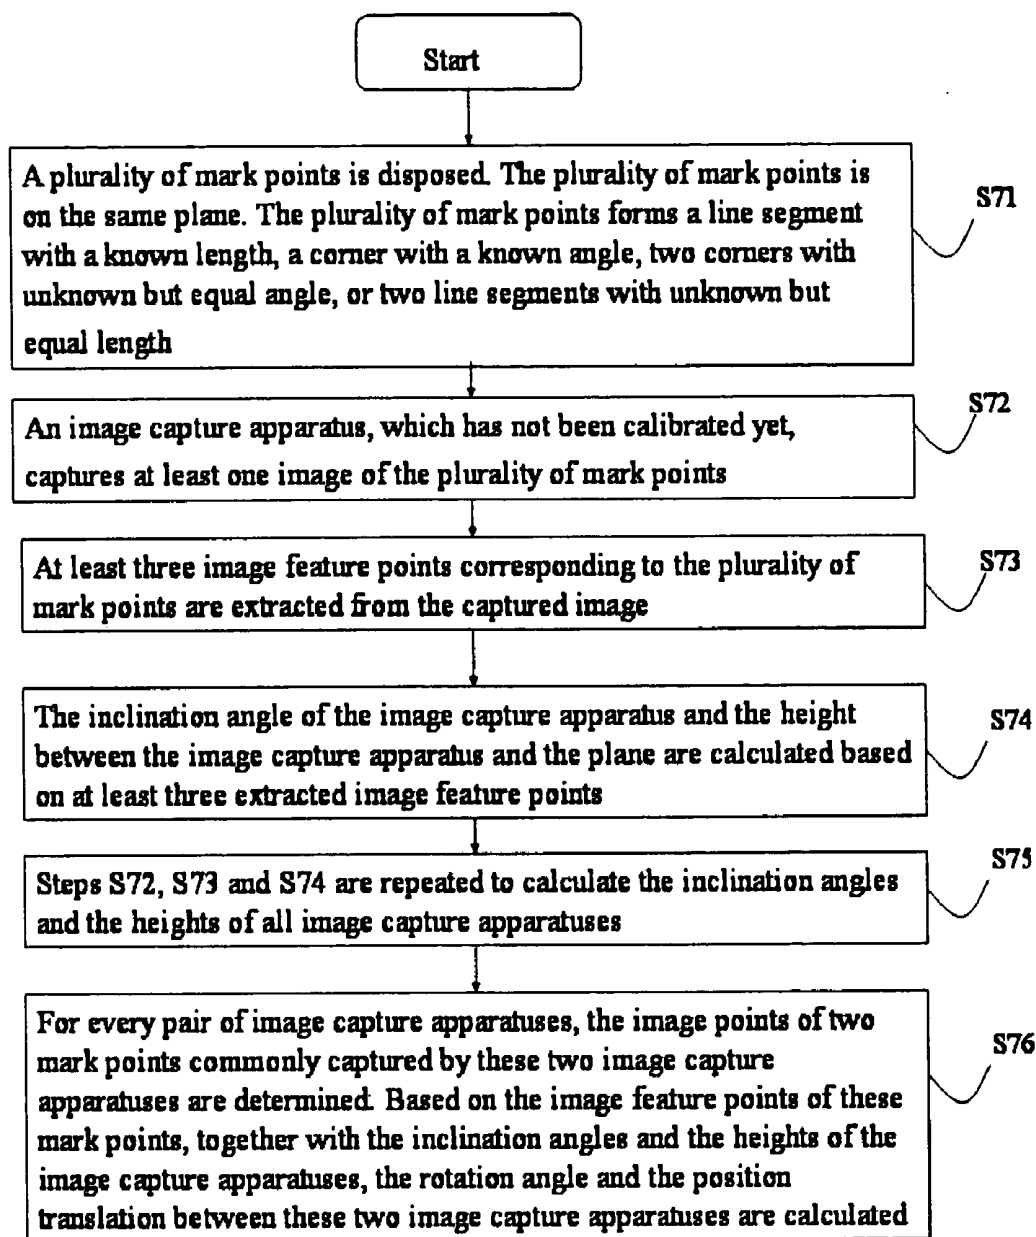 Start
A plurality of mark points is disposed. The plurality of mark points is
on the same plane. The plurality of mark points forms a line segment
with a known length, a corner with a known angle, two corners with
unknown but equal angle, or two line segments with unknown but
equal length
S71
An image capture apparatus, which has not been calibrated yet,
captures at least one image of the plurality of mark points
S72
At least three image feature points corresponding to the plurality of
mark points are extracted from the captured image
S73
The inclination angle of the image capture apparatus and the height
between the image capture apparatus and the plane are calculated based
on at least three extracted image feature points
S74
Steps S72, S73 and S74 are repeated to calculate the inclination angles
and the heights of all image capture apparatuses
S75
For every pair of image capture apparatuses, the image points of two
mark points commonly captured by these two image capture
apparatuses are determined. Based on the image feature points of these
mark points, together with the inclination angles and the heights of the
image capture apparatuses, the rotation angle and the position
translation between these two image capture apparatuses are calculated
S76